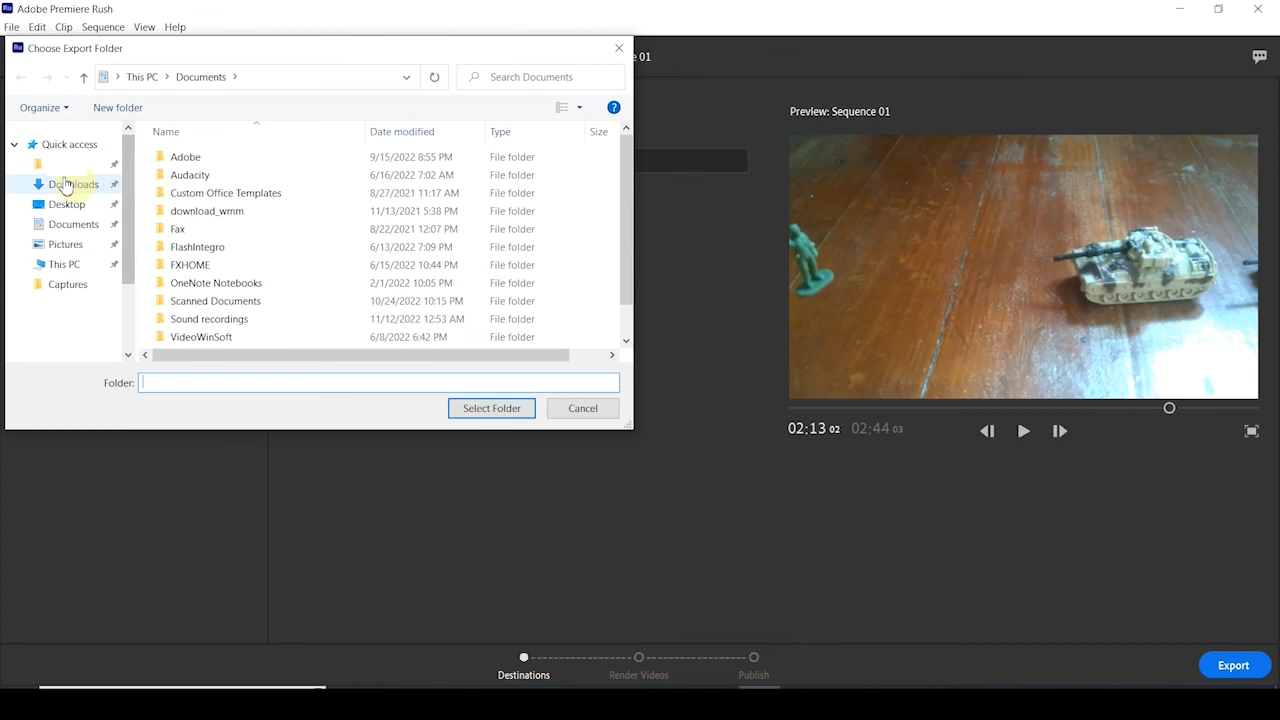 Adobe Premiere Rush
File Edit Clip Sequence View Help
Choose Export Folder
e 01
This PC > Documents >
Search Documents
Organize
New folder
Preview: Sequence 01
Name Date modified Type Size
Quick access
Downloads
Desktop
Documents
Pictures
This PC
Captures
Adobe 9/15/2022 8:55 PM File folder
Audacity 6/16/2022 7:02 AM File folder
Custom Office Templates 8/27/2021 11:17 AM File folder
download_wmm 11/13/2021 5:38 PM File folder
Fax 8/22/2021 12:07 PM File folder
FlashIntegro 6/13/2022 7:09 PM File folder
FXHOME 6/15/2022 10:44 PM File folder
OneNote Notebooks 2/1/2022 10:05 PM File folder
Scanned Documents 10/24/2022 10:15 PM File folder
Sound recordings 11/12/2022 12:53 AM File folder
VideoWinSoft 6/8/2022 6:42 PM File folder
Folder:
Select Folder
Cancel
02:13 02 02:44 03
Destinations
Render Videos
Publish
Export